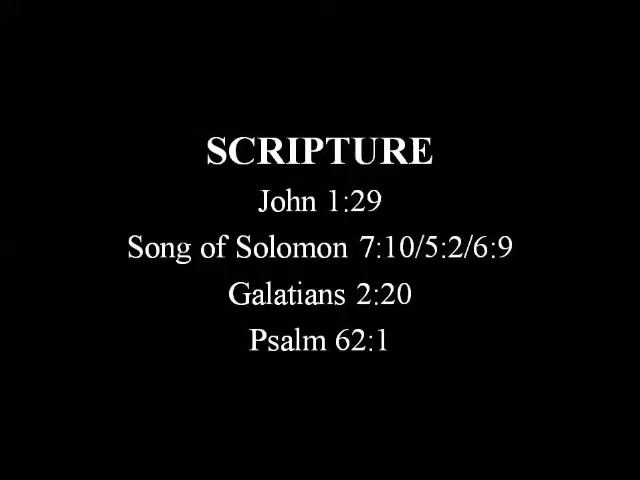 SCRIPTURE
John 1:29
Song of Solomon 7:10/5:2/6:9
Galatians 2:20
Psalm 62:1